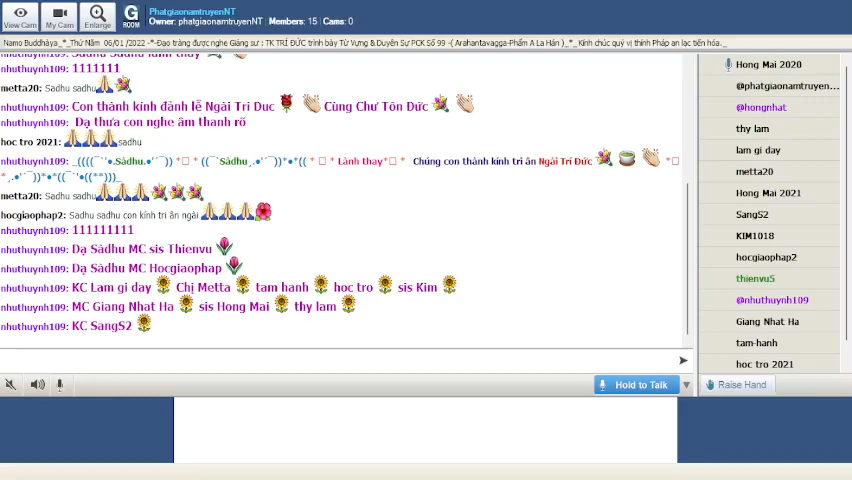 PhatgiaonamtruyenNT
Owner: phatgiaonamtruyenNT | Members: 15 | Cams: 0
View Cam
My Cam
Enlarge
G
ROOM
Namo Buddhàya_*_Thứ Năm 06/01 /2022 -*-Đạo tràng được nghe Giảng sư : TK TRÍ ĐỨC trình bày Từ Vựng & Duyên Sự PCK Số 99 -( Arahantavagga-Phẩm A La Hán )_*_ Kính chúc quý vị thính Pháp an lạc tiến hóa._
nhuthuynh109: 1111111
metta20: Sadhu sadhu
nhuthuynh109: Con thành kính đảnh lễ Ngài Tri Duc Cùng Chư Tôn Đức
nhuthuynh109: Dạ thưa con nghe âm thanh rõ
hoc tro 2021: sadhu
nhuthuynh109: _((((¯`'•.Sàdhu.•'´¯)) *□* ((¯`Sàdhu¸.•'´¯))*•*(( * □ * Lành thay*□* Chúng con thành kính tri ân Ngài Trí Đức *□
*¸.•'´¯))*•*((¯`'•((**)))_
metta20: Sadhu sadhu
hocgiaophap2: Sadhu sadhu con kính tri ân ngài
nhuthuynh109: 111111111
nhuthuynh109: Dạ Sàdhu MC sis Thienvu
nhuthuynh109: Dạ Sàdhu MC Hocgiaophap
nhuthuynh109: KC Lam gi day Chị Metta tam hanh hoc tro sis Kim
nhuthuynh109: MC Giang Nhat Ha sis Hong Mai thy lam
nhuthuynh109: KC SangS2
Hong Mai 2020
@phatgiaonamtruyen...
@hongnhat
thy lam
lam gi day
metta20
Hong Mai 2021
SangS2
KIM1018
hocgiaophap2
thienvu5
@nhuthuynh109
Giang Nhat Ha
tam-hanh
hoc tro 2021
Hold to Talk
Raise Hand